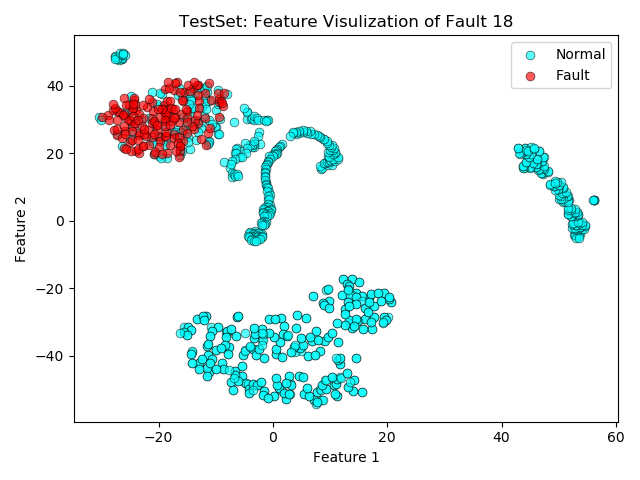 TestSet: Feature Visulization of Fault 18
Normal
Fault
40
20
0
−20
−40
Feature 2
−20 0 20 40 60
Feature 1